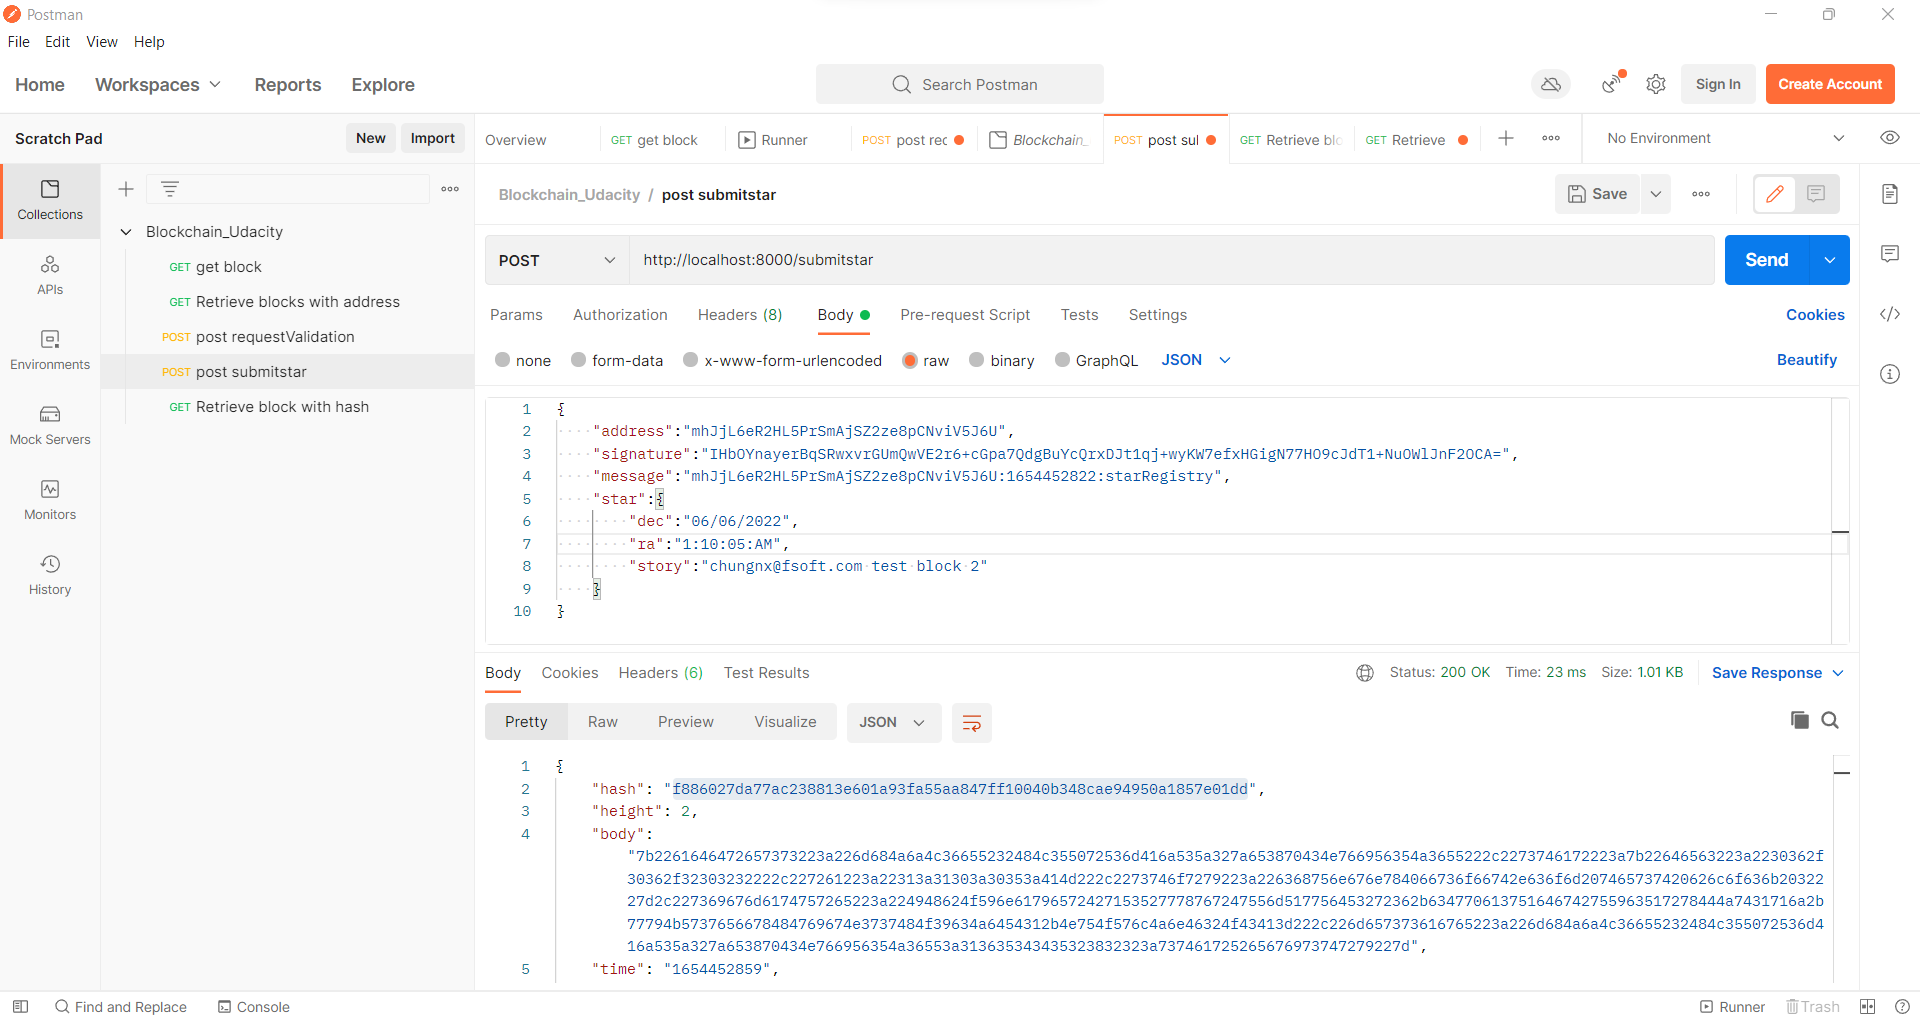 Postman
File Edit View Help
Home Workspaces Reports Explore Search Postman Sign In Create Account
Scratch Pad New Import
Overview GET get block Runner POST post rec Blockchain_ POST post sul GET Retrieve blo GET Retrieve No Environment
Collections
APIs
Environments
Mock Servers
Monitors
History
Blockchain_Udacity
GET get block
GET Retrieve blocks with address
POST post requestValidation
POST post submitstar
GET Retrieve block with hash
Blockchain_Udacity / post submitstar Save
POST http://localhost:8000/submitstar Send
Params Authorization Headers (8) Body Pre-request Script Tests Settings Cookies
none form-data x-www-form-urlencoded raw binary GraphQL JSON Beautify
1 {
2 "address":"mhJjL6eR2HL5PrSmAjSZ2ze8pCNviV5J6U",
3 "signature":"IHbOYnayerBqSRwxvrGUmQwVE2r6+cGpa7QdgBuYcQrxDJt1qj+wyKW7efxHGigN77HO9cJdT1+NuOWlJnF2OCA=",
4 "message":"mhJjL6eR2HL5PrSmAjSZ2ze8pCNviV5J6U:1654452822:starRegistry",
5 "star":{
6 "dec":"06/06/2022",
7 "ra":"1:10:05:AM",
8 "story":"chungnx@fsoft.com test block 2"
9 }
10 }
Body Cookies Headers (6) Test Results Status: 200 OK Time: 23 ms Size: 1.01 KB Save Response
Pretty Raw Preview Visualize JSON
1 {
2 "hash": "f886027da77ac238813e601a93fa55aa847ff10040b348cae94950a1857e01dd",
3 "height": 2,
4 "body":
"7b2261646472657373223a226d684a6a4c36655232484c355072536d416a535a327a653870434e766956354a3655222c2273746172223a7b22646563223a2230362f
30362f32303232222c227261223a22313a31303a30353a414d222c2273746f7279223a226368756e676e784066736f66742e636f6d207465737420626c6f636b2032
227d2c227369676d6174757265223a224948624f596e617965724271535277787672​47556d517756453272362b634770613751646742755963517278444a7431716a2b
77794b5737656678484769674e3737484f39634a6454312b4e754f576c4a6e46324f43413d222c226d657373616765223a226d684a6a4c36655232484c355072536d4
16a535a327a653870434e766956354a36553a313635343435323832323a737461725265676973747279227d",
5 "time": "1654452859",
Find and Replace Console Runner Trash